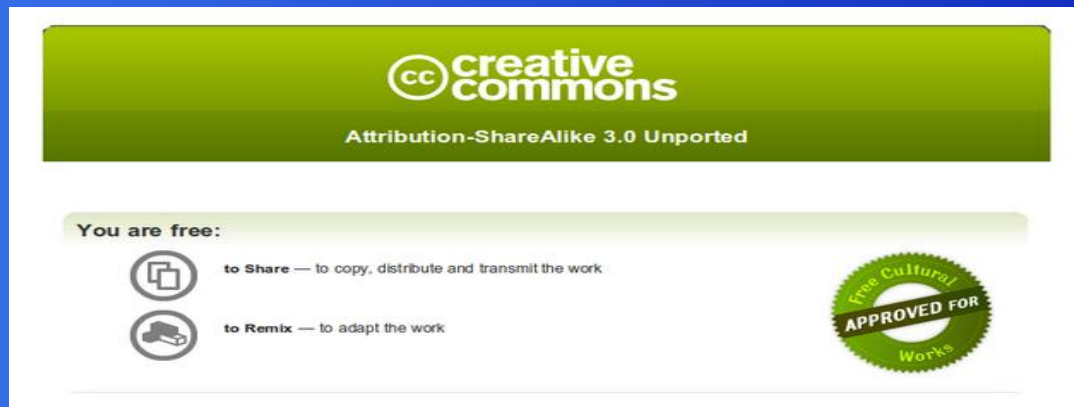 cc creative
commons
Attribution-ShareAlike 3.0 Unported
You are free:
to Share — to copy, distribute and transmit the work
to Remix — to adapt the work
Free Cultural
APPROVED FOR
Works